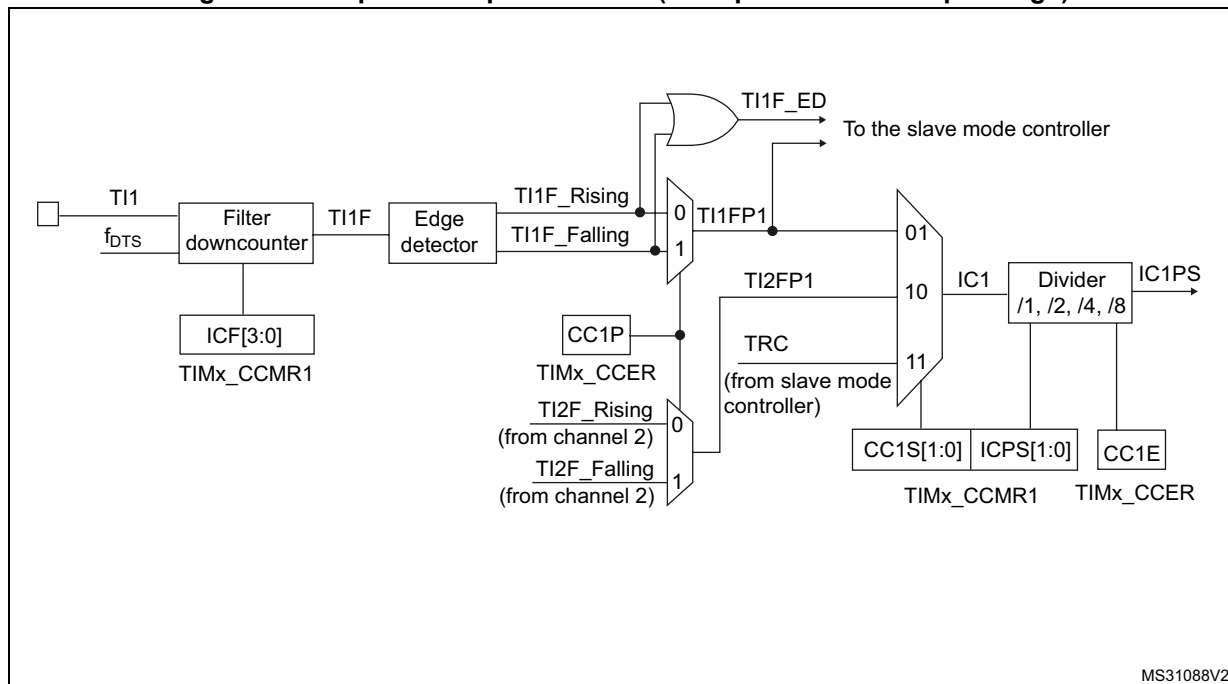 TI1F_ED
To the slave mode controller
TI1
f_DTS
Filter
downcounter
TI1F
Edge
detector
TI1F_Rising
TI1F_Falling
0
1
TI1FP1
01
TI2FP1
10
IC1
Divider
/1, /2, /4, /8
IC1PS
ICF[3:0]
TIMx_CCMR1
CC1P
TIMx_CCER
TRC
11
(from slave mode
controller)
TI2F_Rising
(from channel 2)
0
TI2F_Falling
(from channel 2)
1
CC1S[1:0]
ICPS[1:0]
CC1E
TIMx_CCMR1
TIMx_CCER
MS31088V2